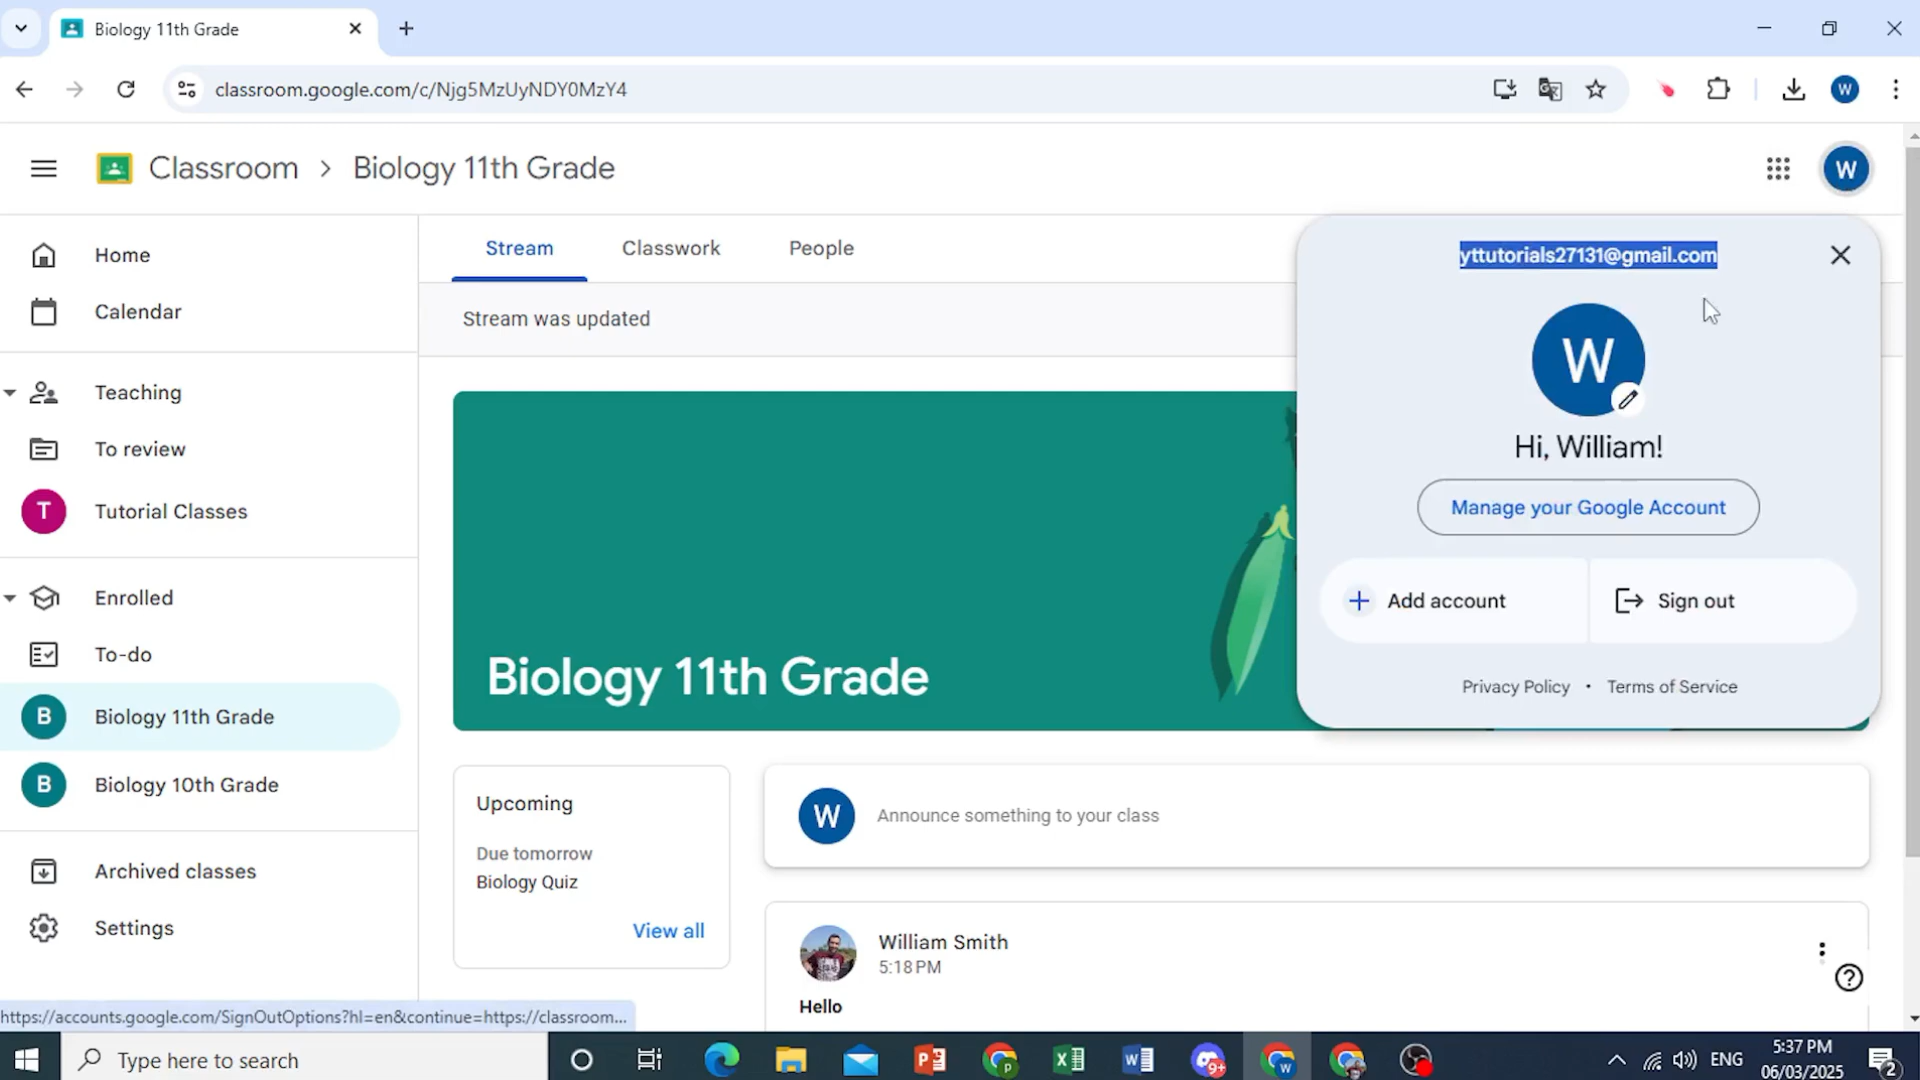 Biology 11th Grade
classroom.google.com/c/Njg5MzUyNDY0MzY4
W
Classroom > Biology 11th Grade
W
Home
Calendar
Teaching
To review
T Tutorial Classes
Enrolled
To-do
B Biology 11th Grade
B Biology 10th Grade
Archived classes
Settings
https://accounts.google.com/SignOutOptions?hl=en&continue=https://classroom...
Stream Classwork People
Stream was updated
Biology 11th Grade
yttutorials27131@gmail.com
W
Hi, William!
Manage your Google Account
Add account
Sign out
Privacy Policy • Terms of Service
Upcoming
Due tomorrow
Biology Quiz
View all
W Announce something to your class
William Smith
5:18 PM
Hello
Type here to search
9+
ENG
5:37 PM
06/03/2025
2